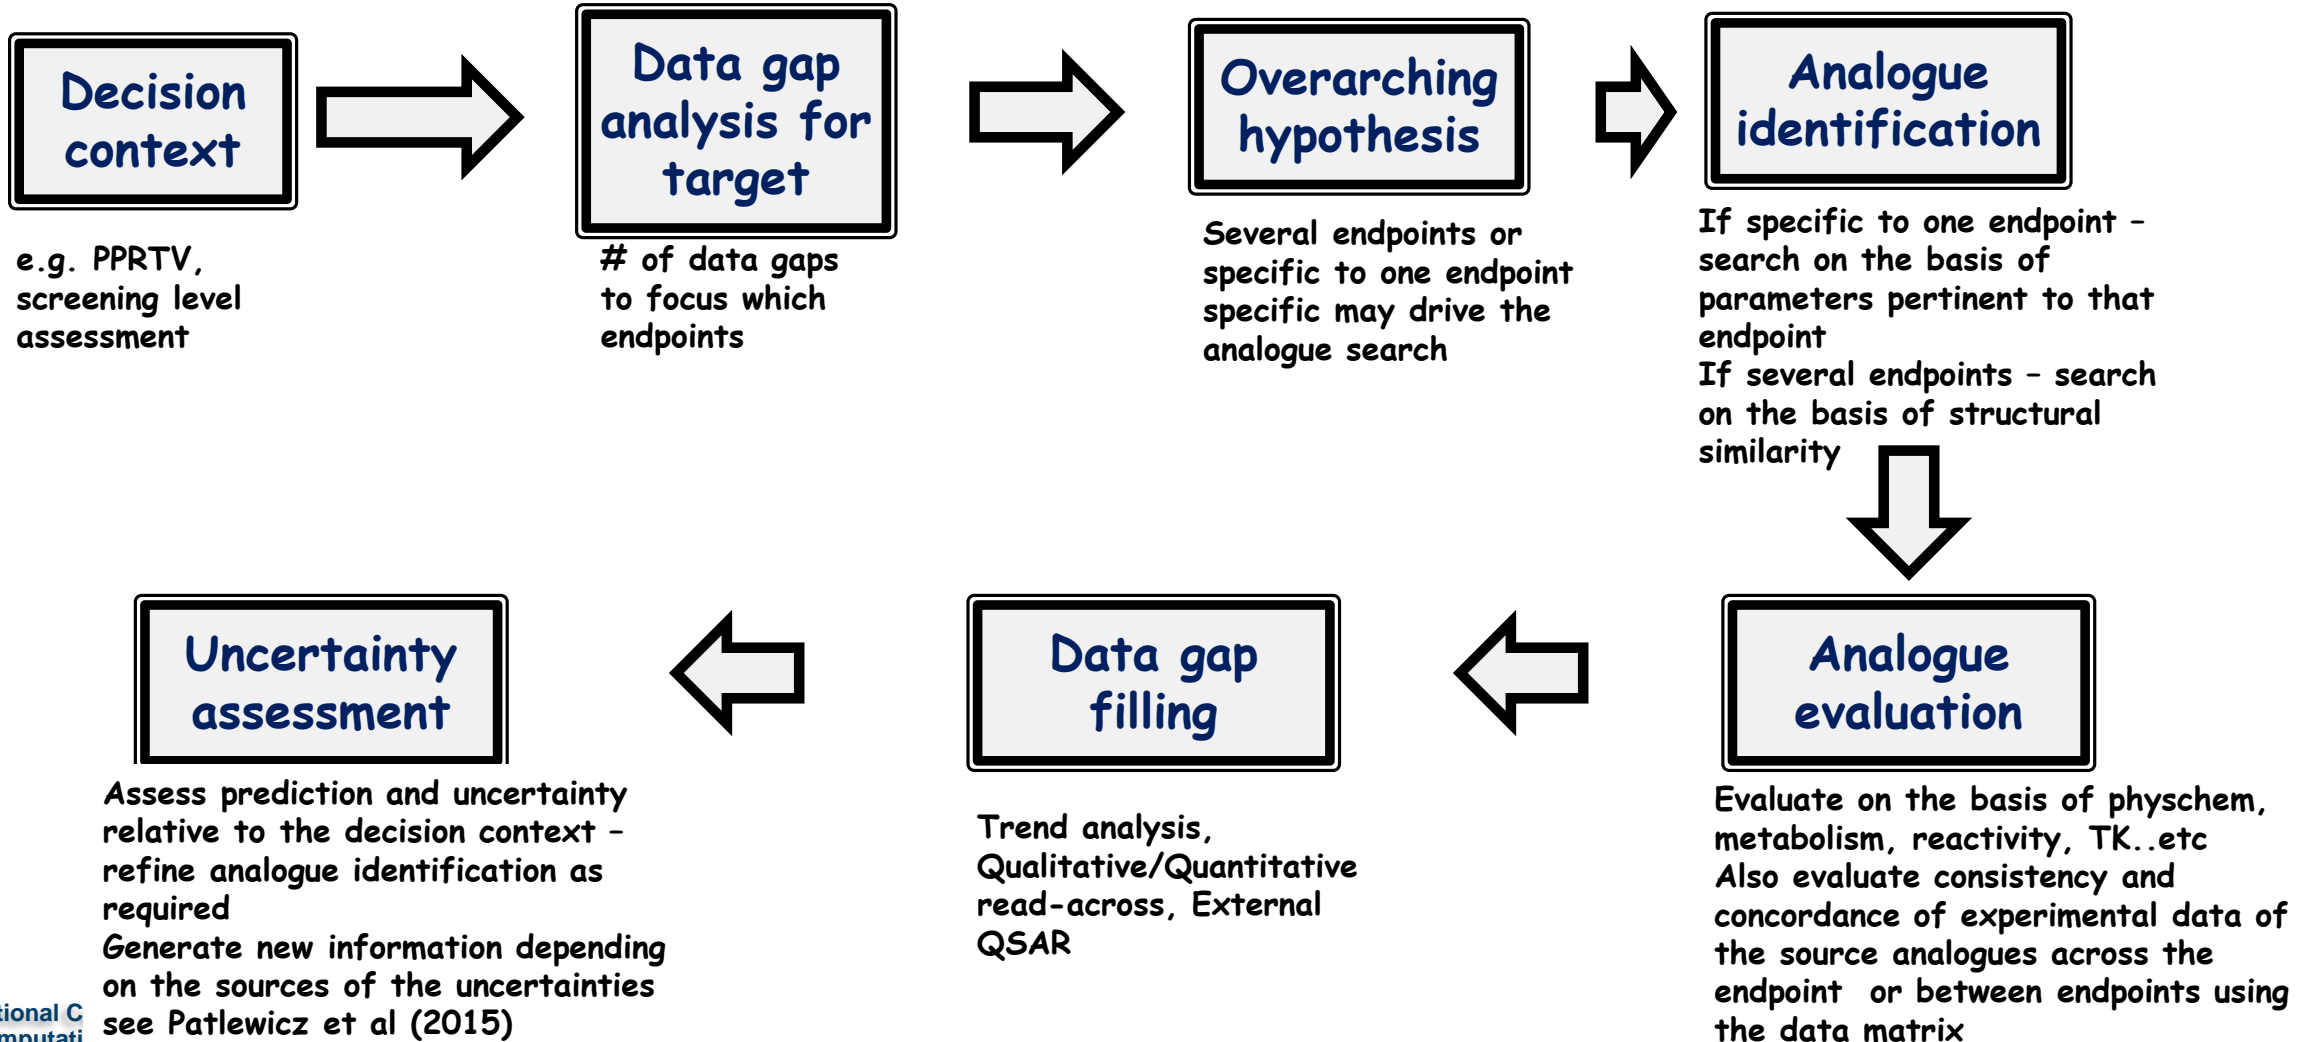 Decision
context
e.g. PPRTV,
screening level
assessment
Data gap
analysis for
target
# of data gaps
to focus which
endpoints
Overarching
hypothesis
Several endpoints or
specific to one endpoint
specific may drive the
analogue search
Analogue
identification
If specific to one endpoint –
search on the basis of
parameters pertinent to that
endpoint
If several endpoints – search
on the basis of structural
similarity
Analogue
evaluation
Evaluate on the basis of physchem,
metabolism, reactivity, TK..etc
Also evaluate consistency and
concordance of experimental data of
the source analogues across the
endpoint or between endpoints using
the data matrix
Data gap
filling
Trend analysis,
Qualitative/Quantitative
read-across, External
QSAR
Uncertainty
assessment
Assess prediction and uncertainty
relative to the decision context –
refine analogue identification as
required
Generate new information depending
on the sources of the uncertainties
see Patlewicz et al (2015)
tional C
mputati